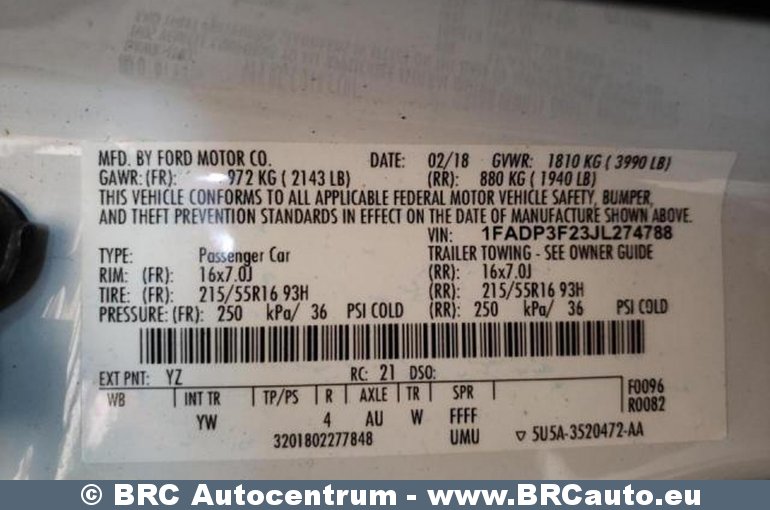 MFD. BY FORD MOTOR CO. DATE: 02/18 GVWR: 1810 KG ( 3990 LB)
GAWR: (FR): 972 KG ( 2143 LB) (RR): 880 KG ( 1940 LB)
THIS VEHICLE CONFORMS TO ALL APPLICABLE FEDERAL MOTOR VEHICLE SAFETY, BUMPER,
AND THEFT PREVENTION STANDARDS IN EFFECT ON THE DATE OF MANUFACTURE SHOWN ABOVE.
VIN: 1FADP3F23JL274788
TYPE: Passenger Car TRAILER TOWING - SEE OWNER GUIDE
RIM: (FR): 16x7.0J (RR): 16x7.0J
TIRE: (FR): 215/55R16 93H (RR): 215/55R16 93H
PRESSURE: (FR): 250 kPa/ 36 PSI COLD (RR): 250 kPa/ 36 PSI COLD
EXT PNT: YZ RC: 21 DSO:
WB INT TR TP/PS R AXLE TR SPR F0096
YW 4 AU W FFFF R0082
3201802277848 UMU ▽ 5U5A-3520472-AA
© BRC Autocentrum - www.BRCauto.eu